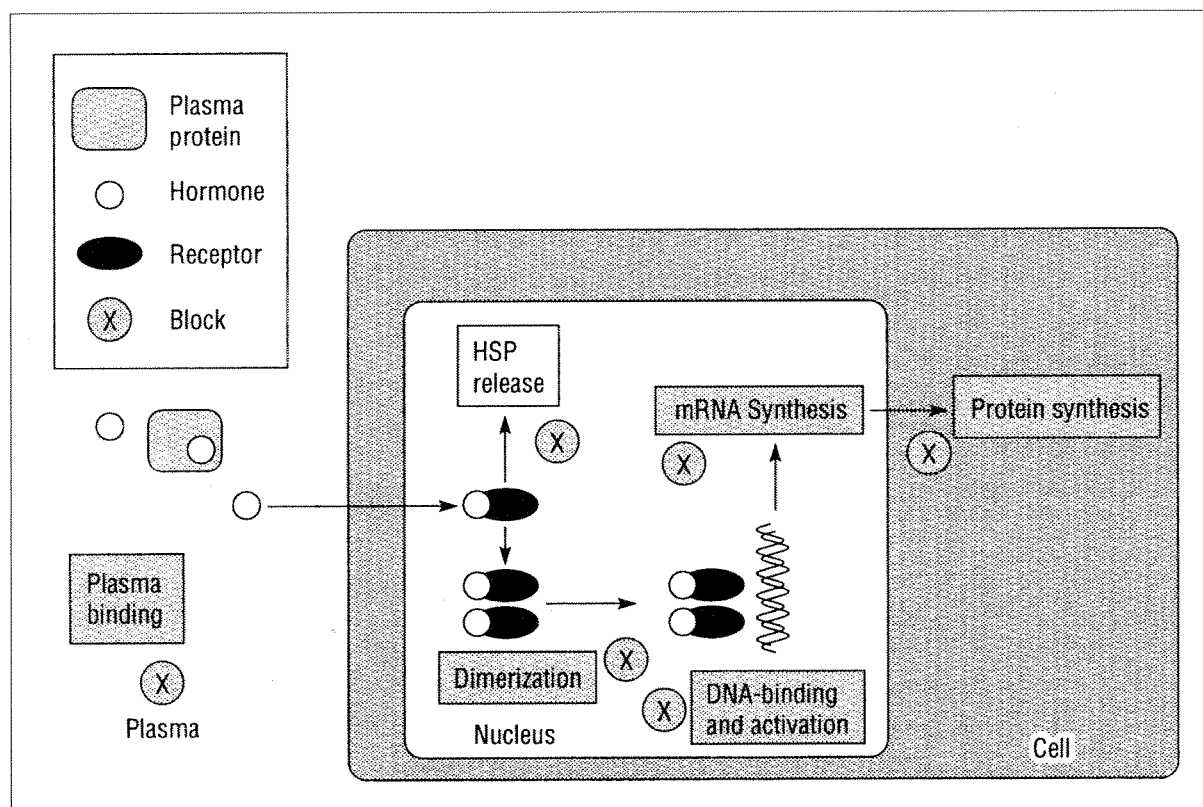 Plasma
protein
Hormone
Receptor
X
Block
HSP
release
X
mRNA Synthesis
X
Protein synthesis
X
Plasma
binding
X
Plasma
Dimerization
X
X
DNA-binding
and activation
Nucleus
Cell